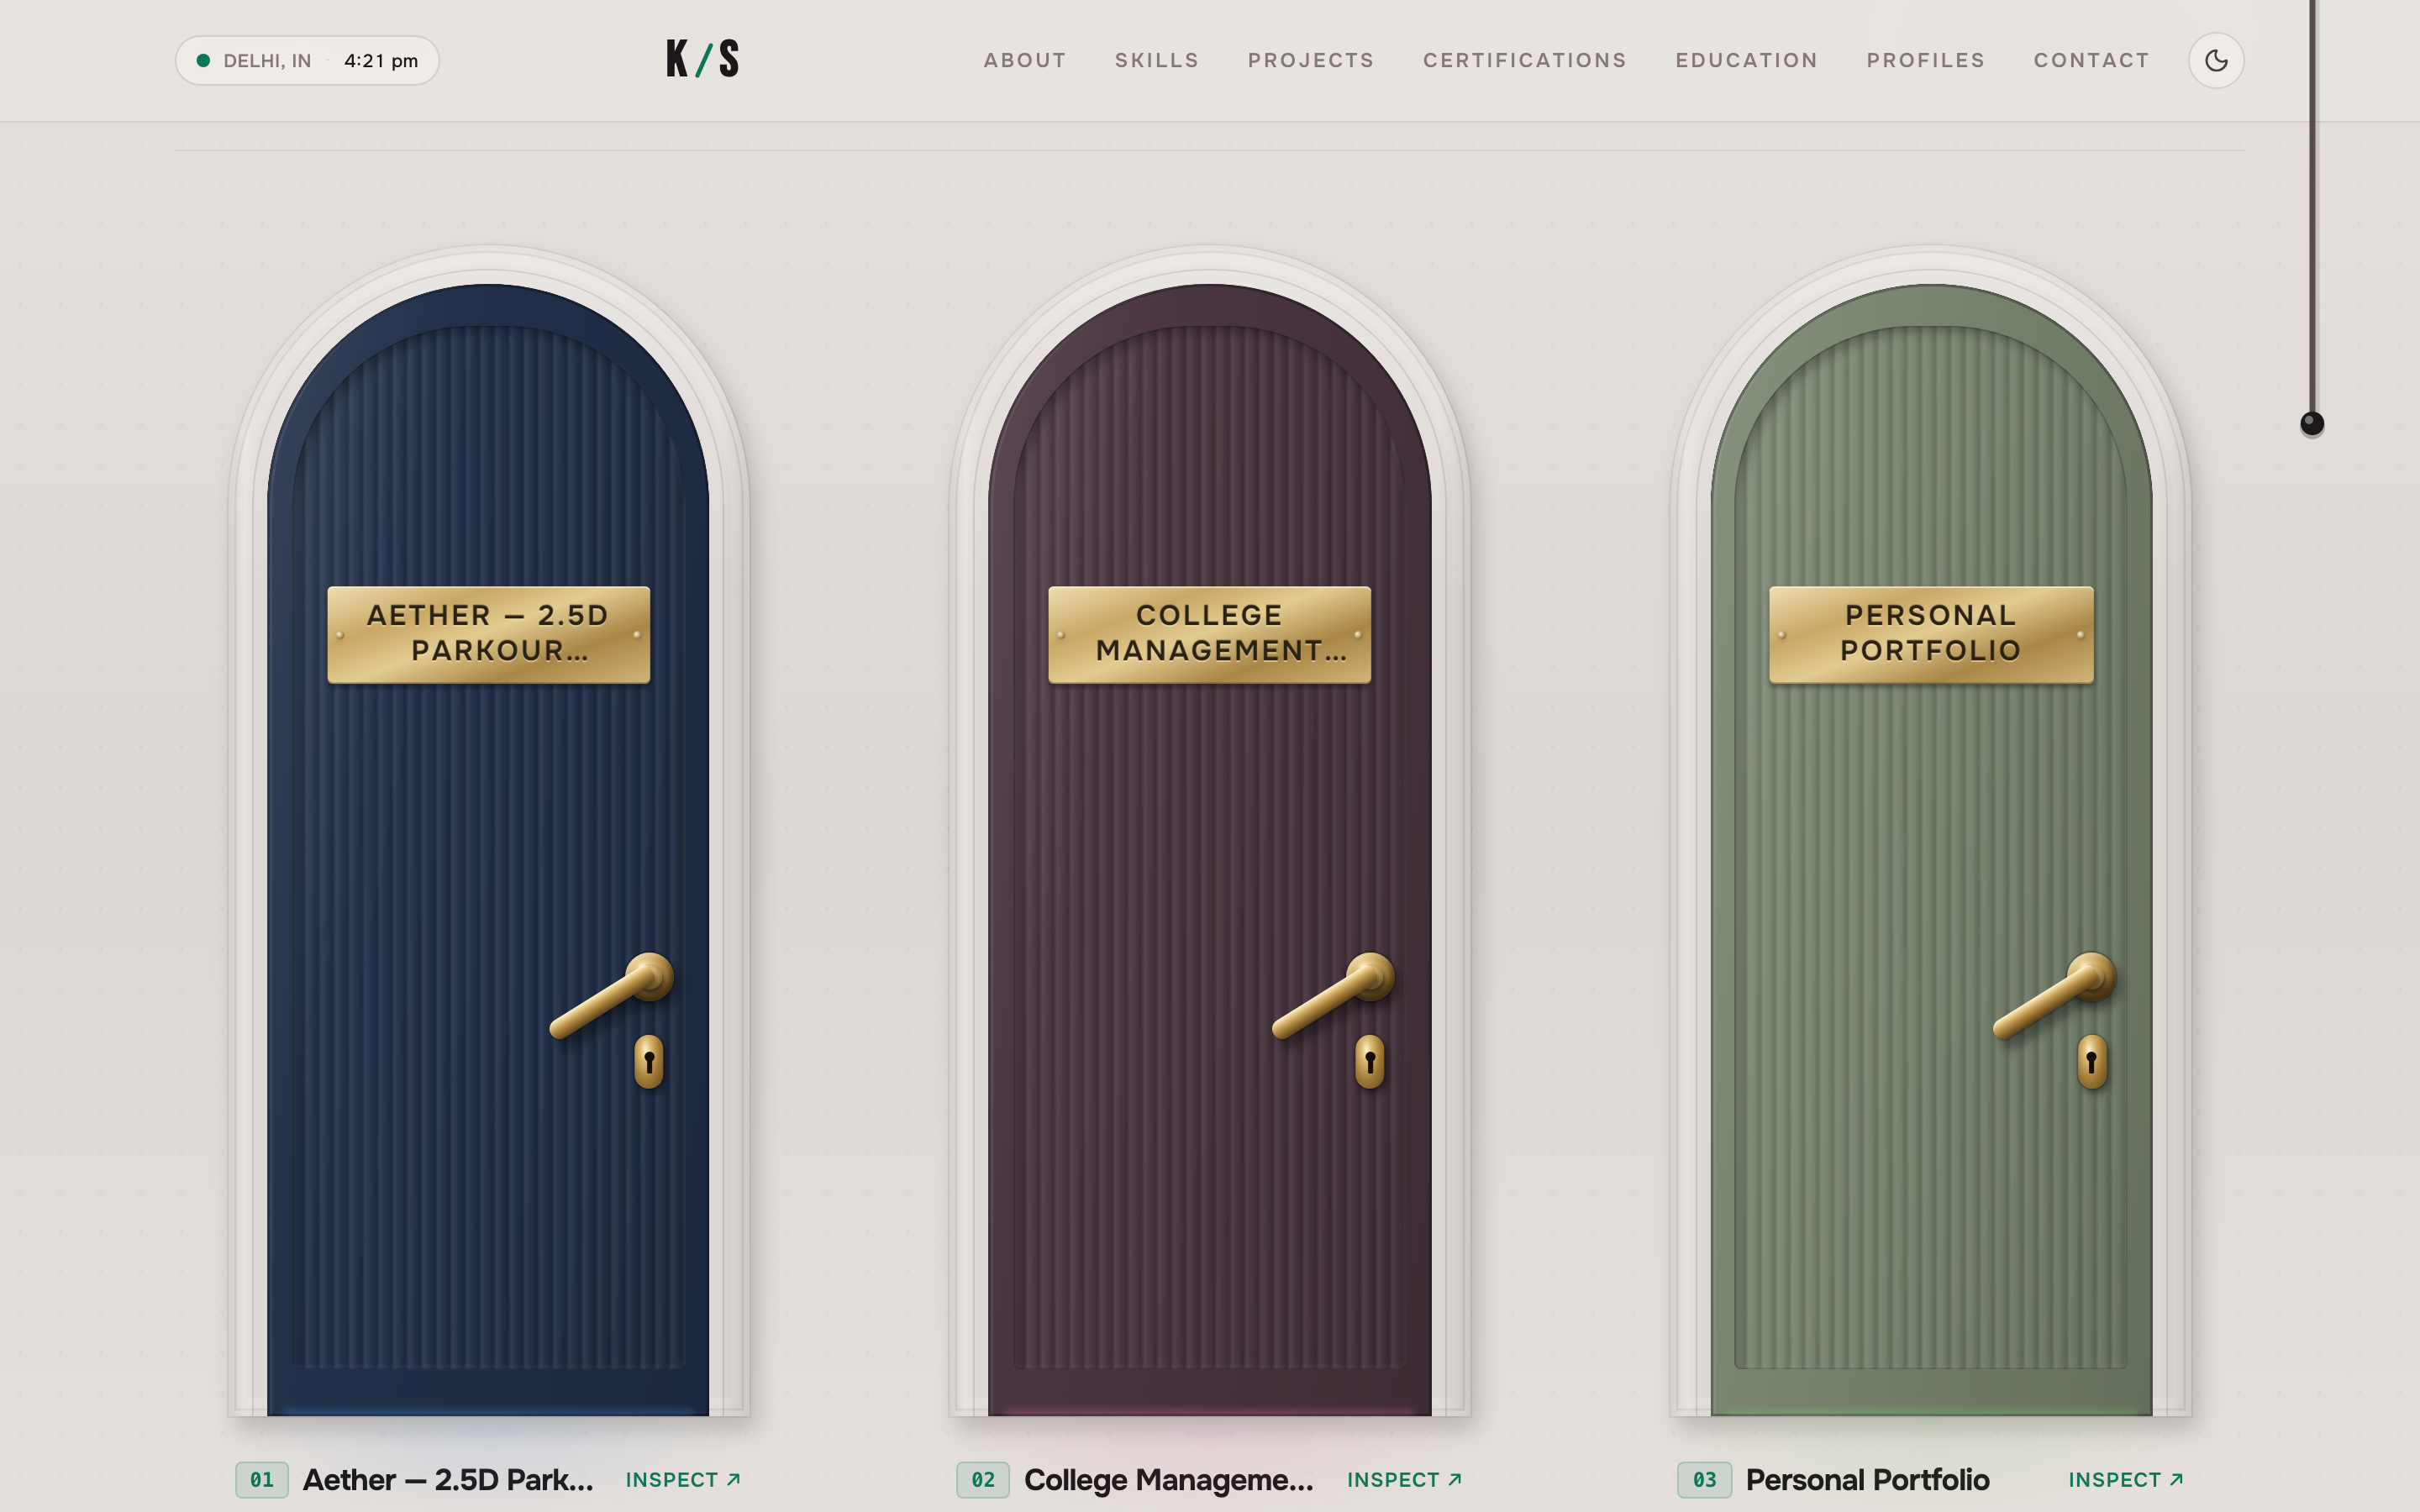 DELHI, IN · 4:21 pm
K/S
ABOUT SKILLS PROJECTS CERTIFICATIONS EDUCATION PROFILES CONTACT
AETHER — 2.5D
PARKOUR...
COLLEGE
MANAGEMENT...
PERSONAL
PORTFOLIO
01 Aether — 2.5D Park... INSPECT ↗
02 College Manageme... INSPECT ↗
03 Personal Portfolio INSPECT ↗